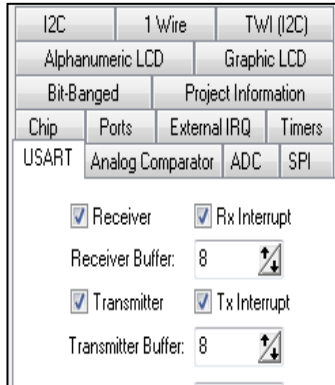 I2C 1 Wire TWI (I2C)
Alphanumeric LCD Graphic LCD
Bit-Banged Project Information
Chip Ports External IRQ Timers
USART Analog Comparator ADC SPI
Receiver Rx Interrupt
Receiver Buffer: 8
Transmitter Tx Interrupt
Transmitter Buffer: 8